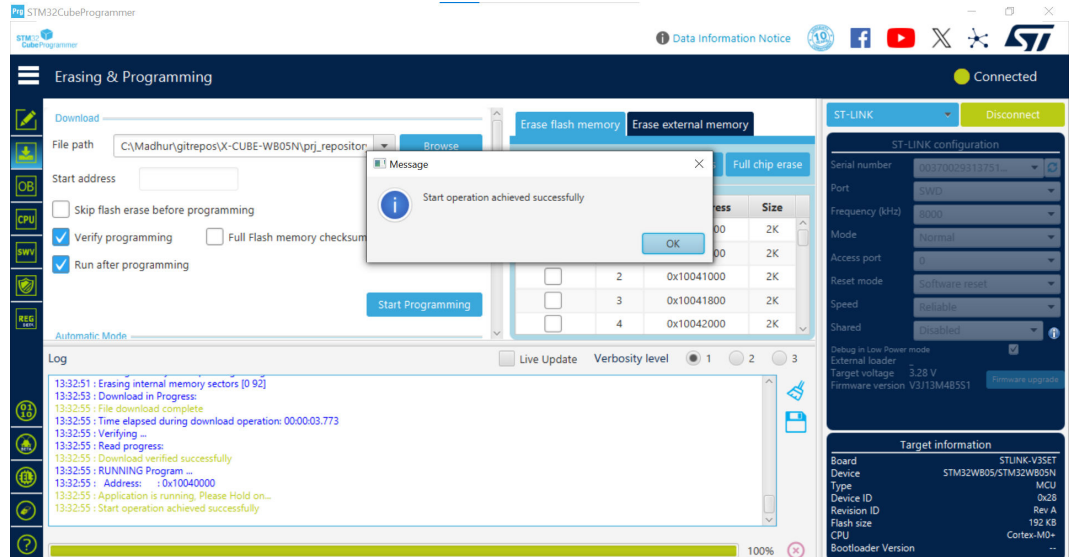 Prg STM32CubeProgrammer
STM32
CubeProgrammer
Data Information Notice
10
Erasing & Programming
Connected
Download
File path
C:\Madhur\gitrepos\X-CUBE-WB05N\prj_repositor
Browse
Start address
Skip flash erase before programming
Verify programming
Full Flash memory checksum
Run after programming
Start Programming
Automatic Mode
Erase flash memory
Erase external memory
Full chip erase
Size
00 2K
00 2K
2 0x10041000 2K
3 0x10041800 2K
4 0x10042000 2K
Message
Start operation achieved successfully
OK
OB
CPU
SWV
REG
ST-LINK
Disconnect
ST-LINK configuration
Serial number 00370029313751...
Port SWD
Frequency (kHz) 8000
Mode Normal
Access port 0
Reset mode Software reset
Speed Reliable
Shared Disabled
Debug in Low Power mode
External loader _
Target voltage 3.28 V
Firmware version V3J13M4B5S1
Firmware upgrade
Log
Live Update Verbosity level 1 2 3
13:32:51 : Erasing internal memory sectors [0 92]
13:32:53 : Download in Progress:
13:32:55 : File download complete
13:32:55 : Time elapsed during download operation: 00:00:03.773
13:32:55 : Verifying ...
13:32:55 : Read progress:
13:32:55 : Download verified successfully
13:32:55 : RUNNING Program ...
13:32:55 : Address: : 0x10040000
13:32:55 : Application is running, Please Hold on...
13:32:55 : Start operation achieved successfully
100%
Target information
Board STLINK-V3SET
Device STM32WB05/STM32WB05N
Type MCU
Device ID 0x28
Revision ID Rev A
Flash size 192 KB
CPU Cortex-M0+
Bootloader Version --